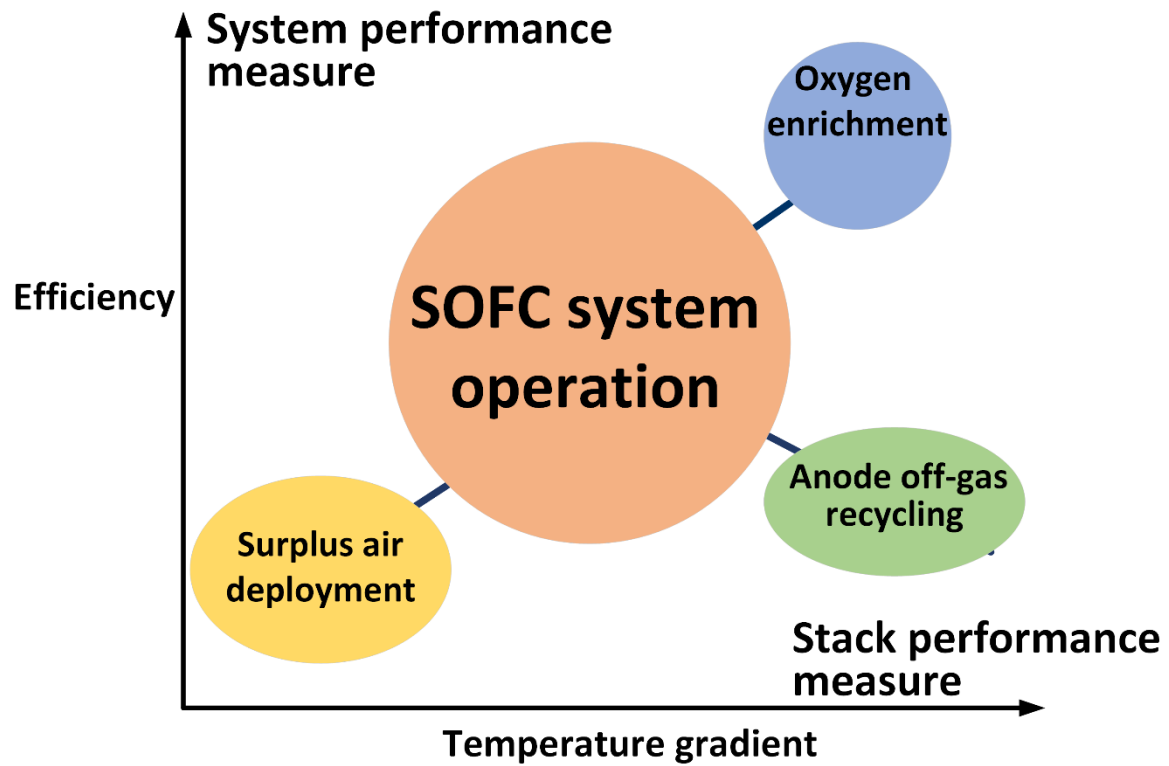 System performance
measure
Oxygen
enrichment
Efficiency
SOFC system
operation
Anode off-gas
recycling
Surplus air
deployment
Stack performance
measure
Temperature gradient